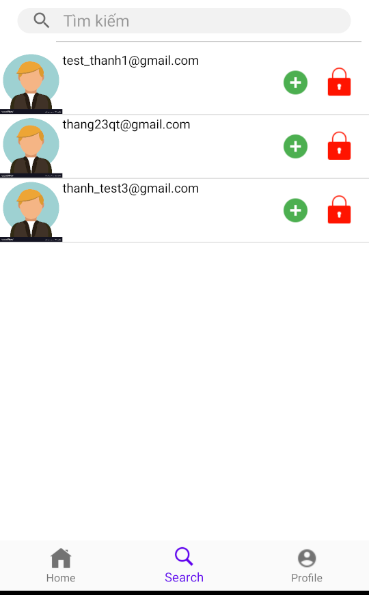 Tìm kiếm
test_thanh1@gmail.com
thang23qt@gmail.com
thanh_test3@gmail.com
Home
Search
Profile